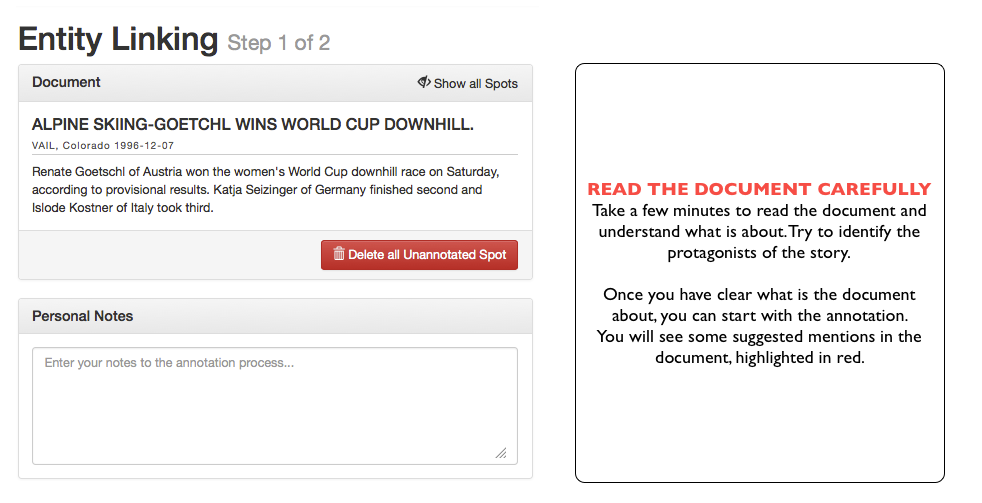 Entity Linking Step 1 of 2
Document
Show all Spots
ALPINE SKIING-GOETCHL WINS WORLD CUP DOWNHILL.
VAIL, Colorado 1996-12-07
Renate Goetschl of Austria won the women's World Cup downhill race on Saturday,
according to provisional results. Katja Seizinger of Germany finished second and
Islode Kostner of Italy took third.
Delete all Unannotated Spot
Personal Notes
Enter your notes to the annotation process...
READ THE DOCUMENT CAREFULLY
Take a few minutes to read the document and
understand what is about. Try to identify the
protagonists of the story.
Once you have clear what is the document
about, you can start with the annotation.
You will see some suggested mentions in the
document, highlighted in red.